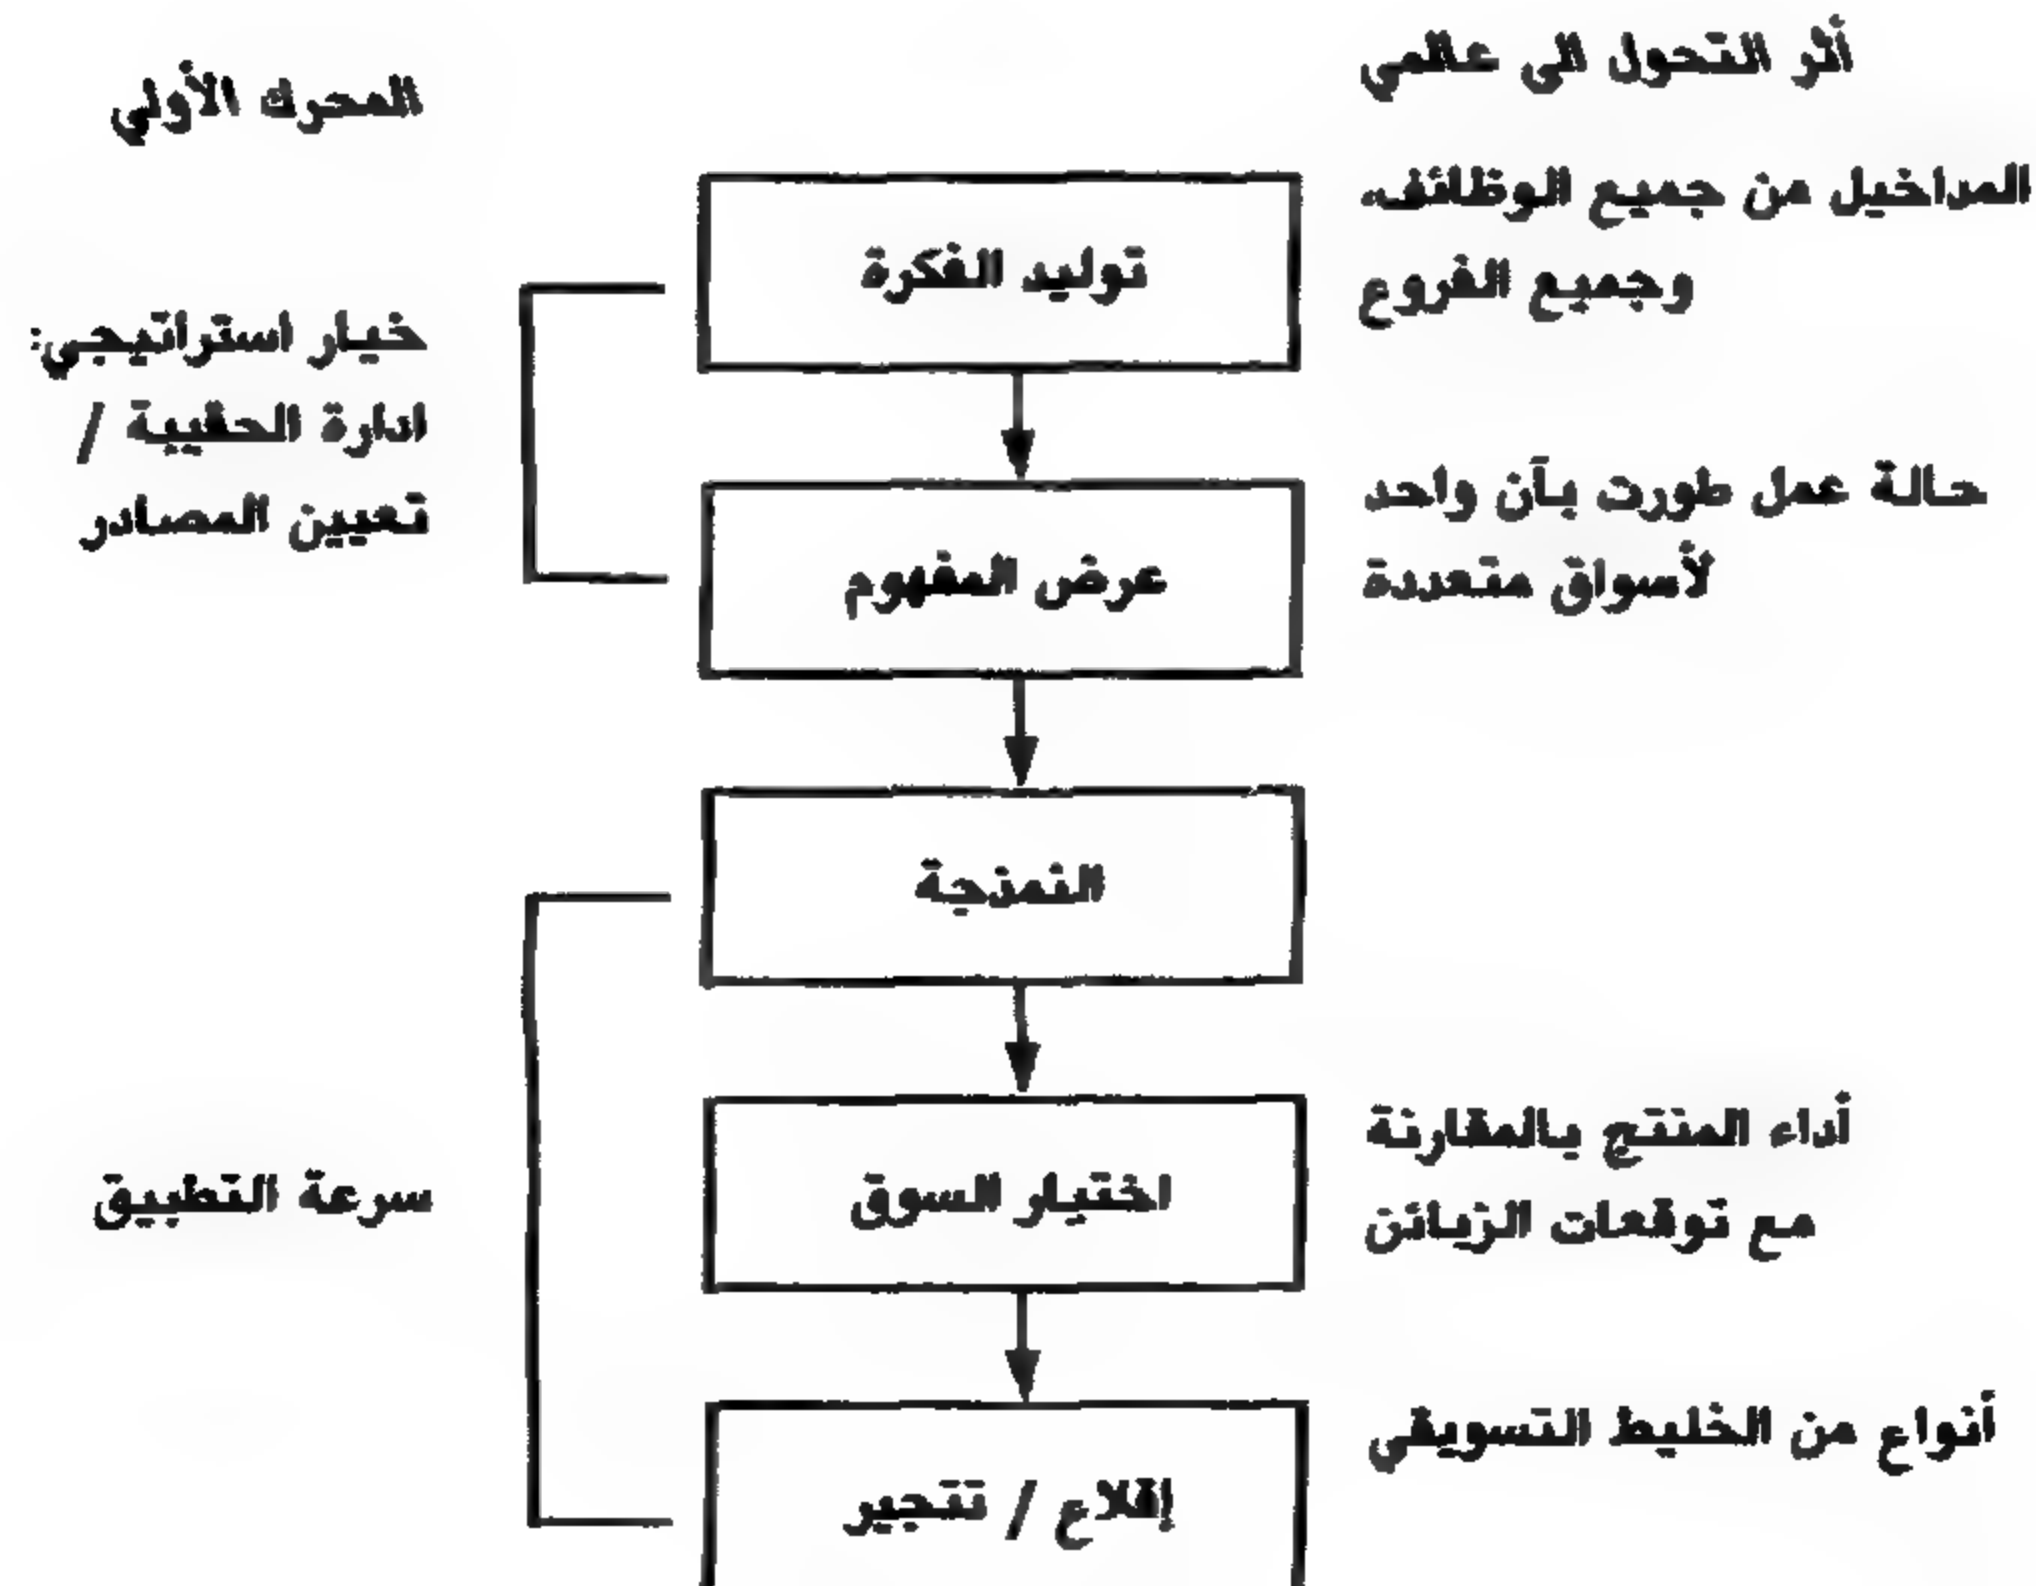 أثر التحول الى عالمي
المحرك الأولي
المداخيل من جميع الوظائف،
وجميع الفروع
توليد الفكرة
خيار استراتيجي:
ادارة الحقيبة /
تعيين المصادر
حالة عمل طورت بآن واحد
لأسواق متعددة
عرض المفهوم
النمذجة
أداء المنتج بالمقارنة
مع توقعات الزبائن
اختيار السوق
سرعة التطبيق
أنواع من الخليط التسويقي
إقلاع / تتجير